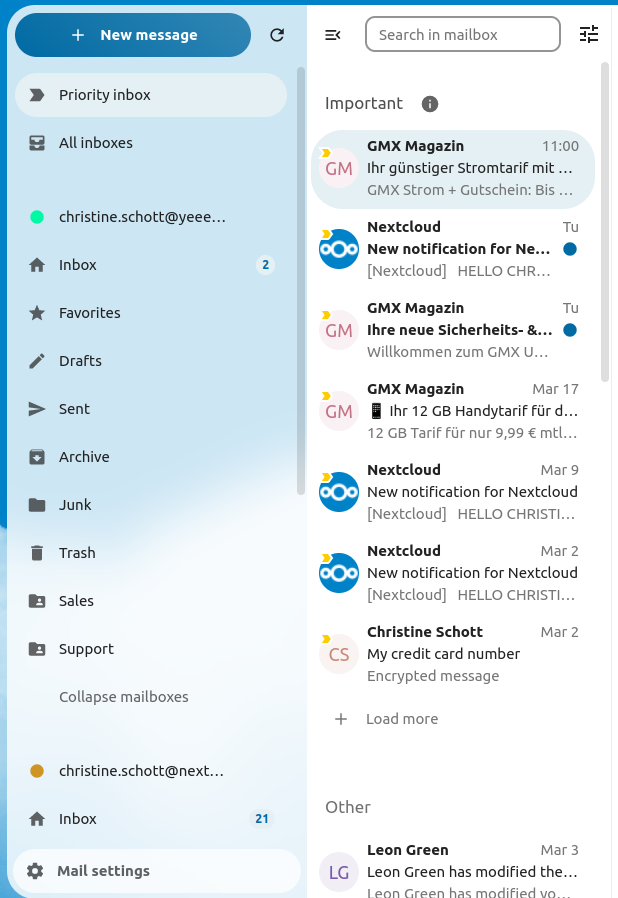 New message
Priority inbox
All inboxes
christine.schott@yeee…
Inbox 2
Favorites
Drafts
Sent
Archive
Junk
Trash
Sales
Support
Collapse mailboxes
christine.schott@next…
Inbox 21
Mail settings
Search in mailbox
Important
GMX Magazin 11:00
GM
Ihr günstiger Stromtarif mit …
GMX Strom + Gutschein: Bis …
Nextcloud Tu
New notification for Ne…
[Nextcloud] HELLO CHR…
GMX Magazin Tu
GM
Ihre neue Sicherheits- &…
Willkommen zum GMX U…
GMX Magazin Mar 17
GM
📱 Ihr 12 GB Handytarif für d…
12 GB Tarif für nur 9,99 € mtl…
Nextcloud Mar 9
New notification for Nextcloud
[Nextcloud] HELLO CHRISTI…
Nextcloud Mar 2
New notification for Nextcloud
[Nextcloud] HELLO CHRISTI…
Christine Schott Mar 2
CS
My credit card number
Encrypted message
Load more
Other
Leon Green Mar 3
LG
Leon Green has modified the…
Leon Green has modified yo…